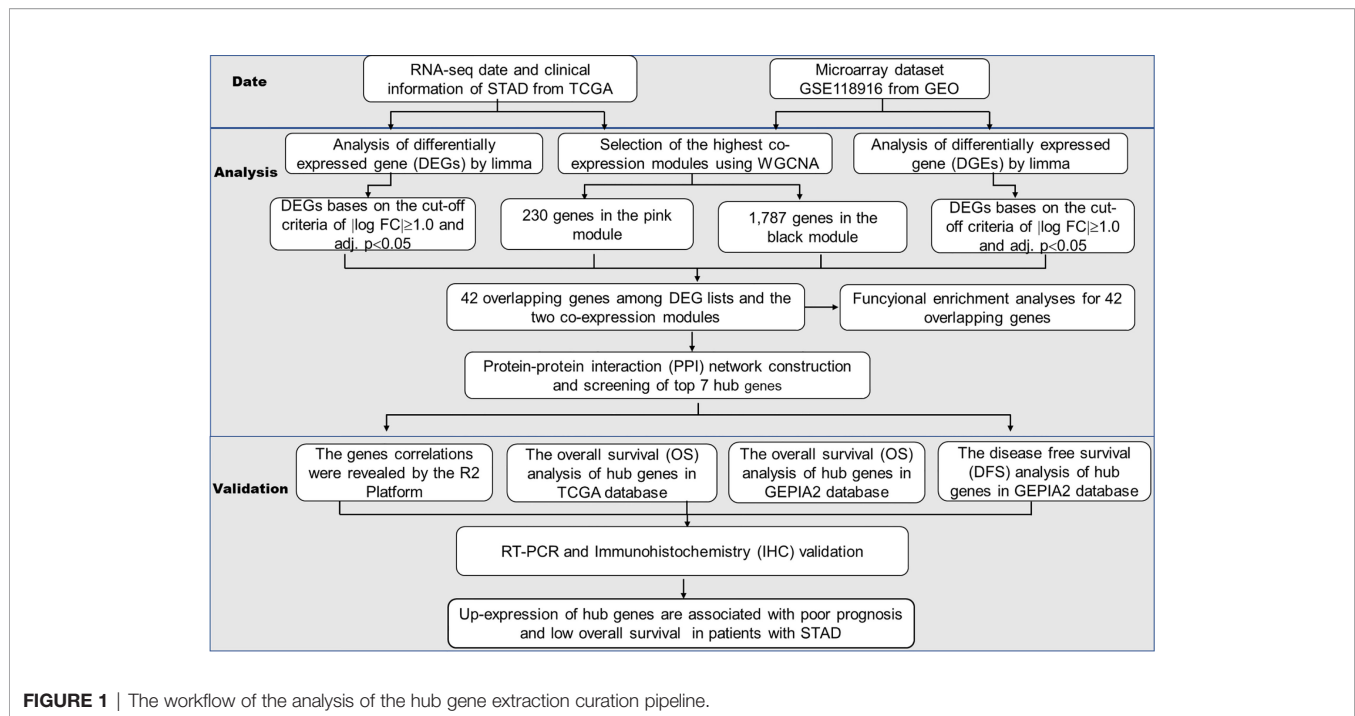 Date
RNA-seq date and clinical
information of STAD from TCGA
Microarray dataset
GSE118916 from GEO
Analysis
Analysis of differentially
expressed gene (DEGs) by limma
Selection of the highest co-
expression modules using WGCNA
Analysis of differentially expressed
gene (DGEs) by limma
DEGs bases on the cut-off
criteria of |log FC|≥1.0 and
adj. p<0.05
230 genes in the pink
module
1,787 genes in the
black module
DEGs bases on the cut-
off criteria of |log FC|≥1.0
and adj. p<0.05
42 overlapping genes among DEG lists and the
two co-expression modules
Funcyional enrichment analyses for 42
overlapping genes
Protein-protein interaction (PPI) network construction
and screening of top 7 hub genes
Validation
The genes correlations
were revealed by the R2
Platform
The overall survival (OS)
analysis of hub genes in
TCGA database
The overall survival (OS)
analysis of hub genes in
GEPIA2 database
The disease free survival
(DFS) analysis of hub
genes in GEPIA2 database
RT-PCR and Immunohistochemistry (IHC) validation
Up-expression of hub genes are associated with poor prognosis
and low overall survival in patients with STAD
FIGURE 1 | The workflow of the analysis of the hub gene extraction curation pipeline.